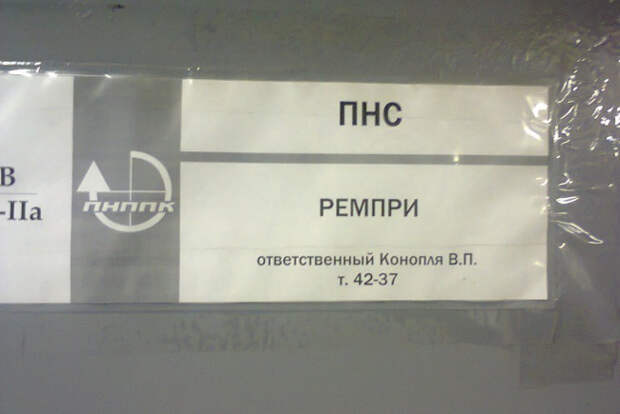 В
-IIа
ПНППК
ПНС
РЕМПРИ
ответственный Конопля В.П.
т. 42-37